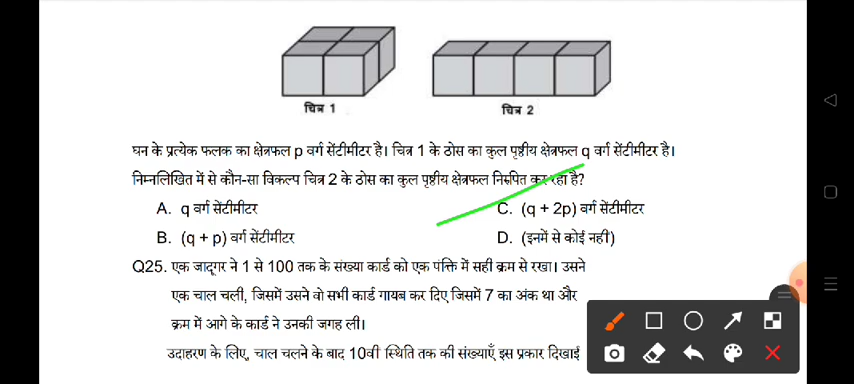 चित्र 1 चित्र 2
घन के प्रत्येक फलक का क्षेत्रफल p वर्ग सेंटीमीटर है। चित्र 1 के ठोस का कुल पृष्ठीय क्षेत्रफल q वर्ग सेंटीमीटर है।
निम्नलिखित में से कौन-सा विकल्प चित्र 2 के ठोस का कुल पृष्ठीय क्षेत्रफल निरूपित कर रहा है?
A. q वर्ग सेंटीमीटर C. (q + 2p) वर्ग सेंटीमीटर
B. (q + p) वर्ग सेंटीमीटर D. (इनमें से कोई नहीं)
Q25. एक जादूगर ने 1 से 100 तक के संख्या कार्ड को एक पंक्ति में सही क्रम से रखा। उसने
एक चाल चली, जिसमें उसने वो सभी कार्ड गायब कर दिए जिसमें 7 का अंक था और
क्रम में आगे के कार्ड ने उनकी जगह ली।
उदाहरण के लिए, चाल चलने के बाद 10वीं स्थिति तक की संख्याएँ इस प्रकार दिखाई